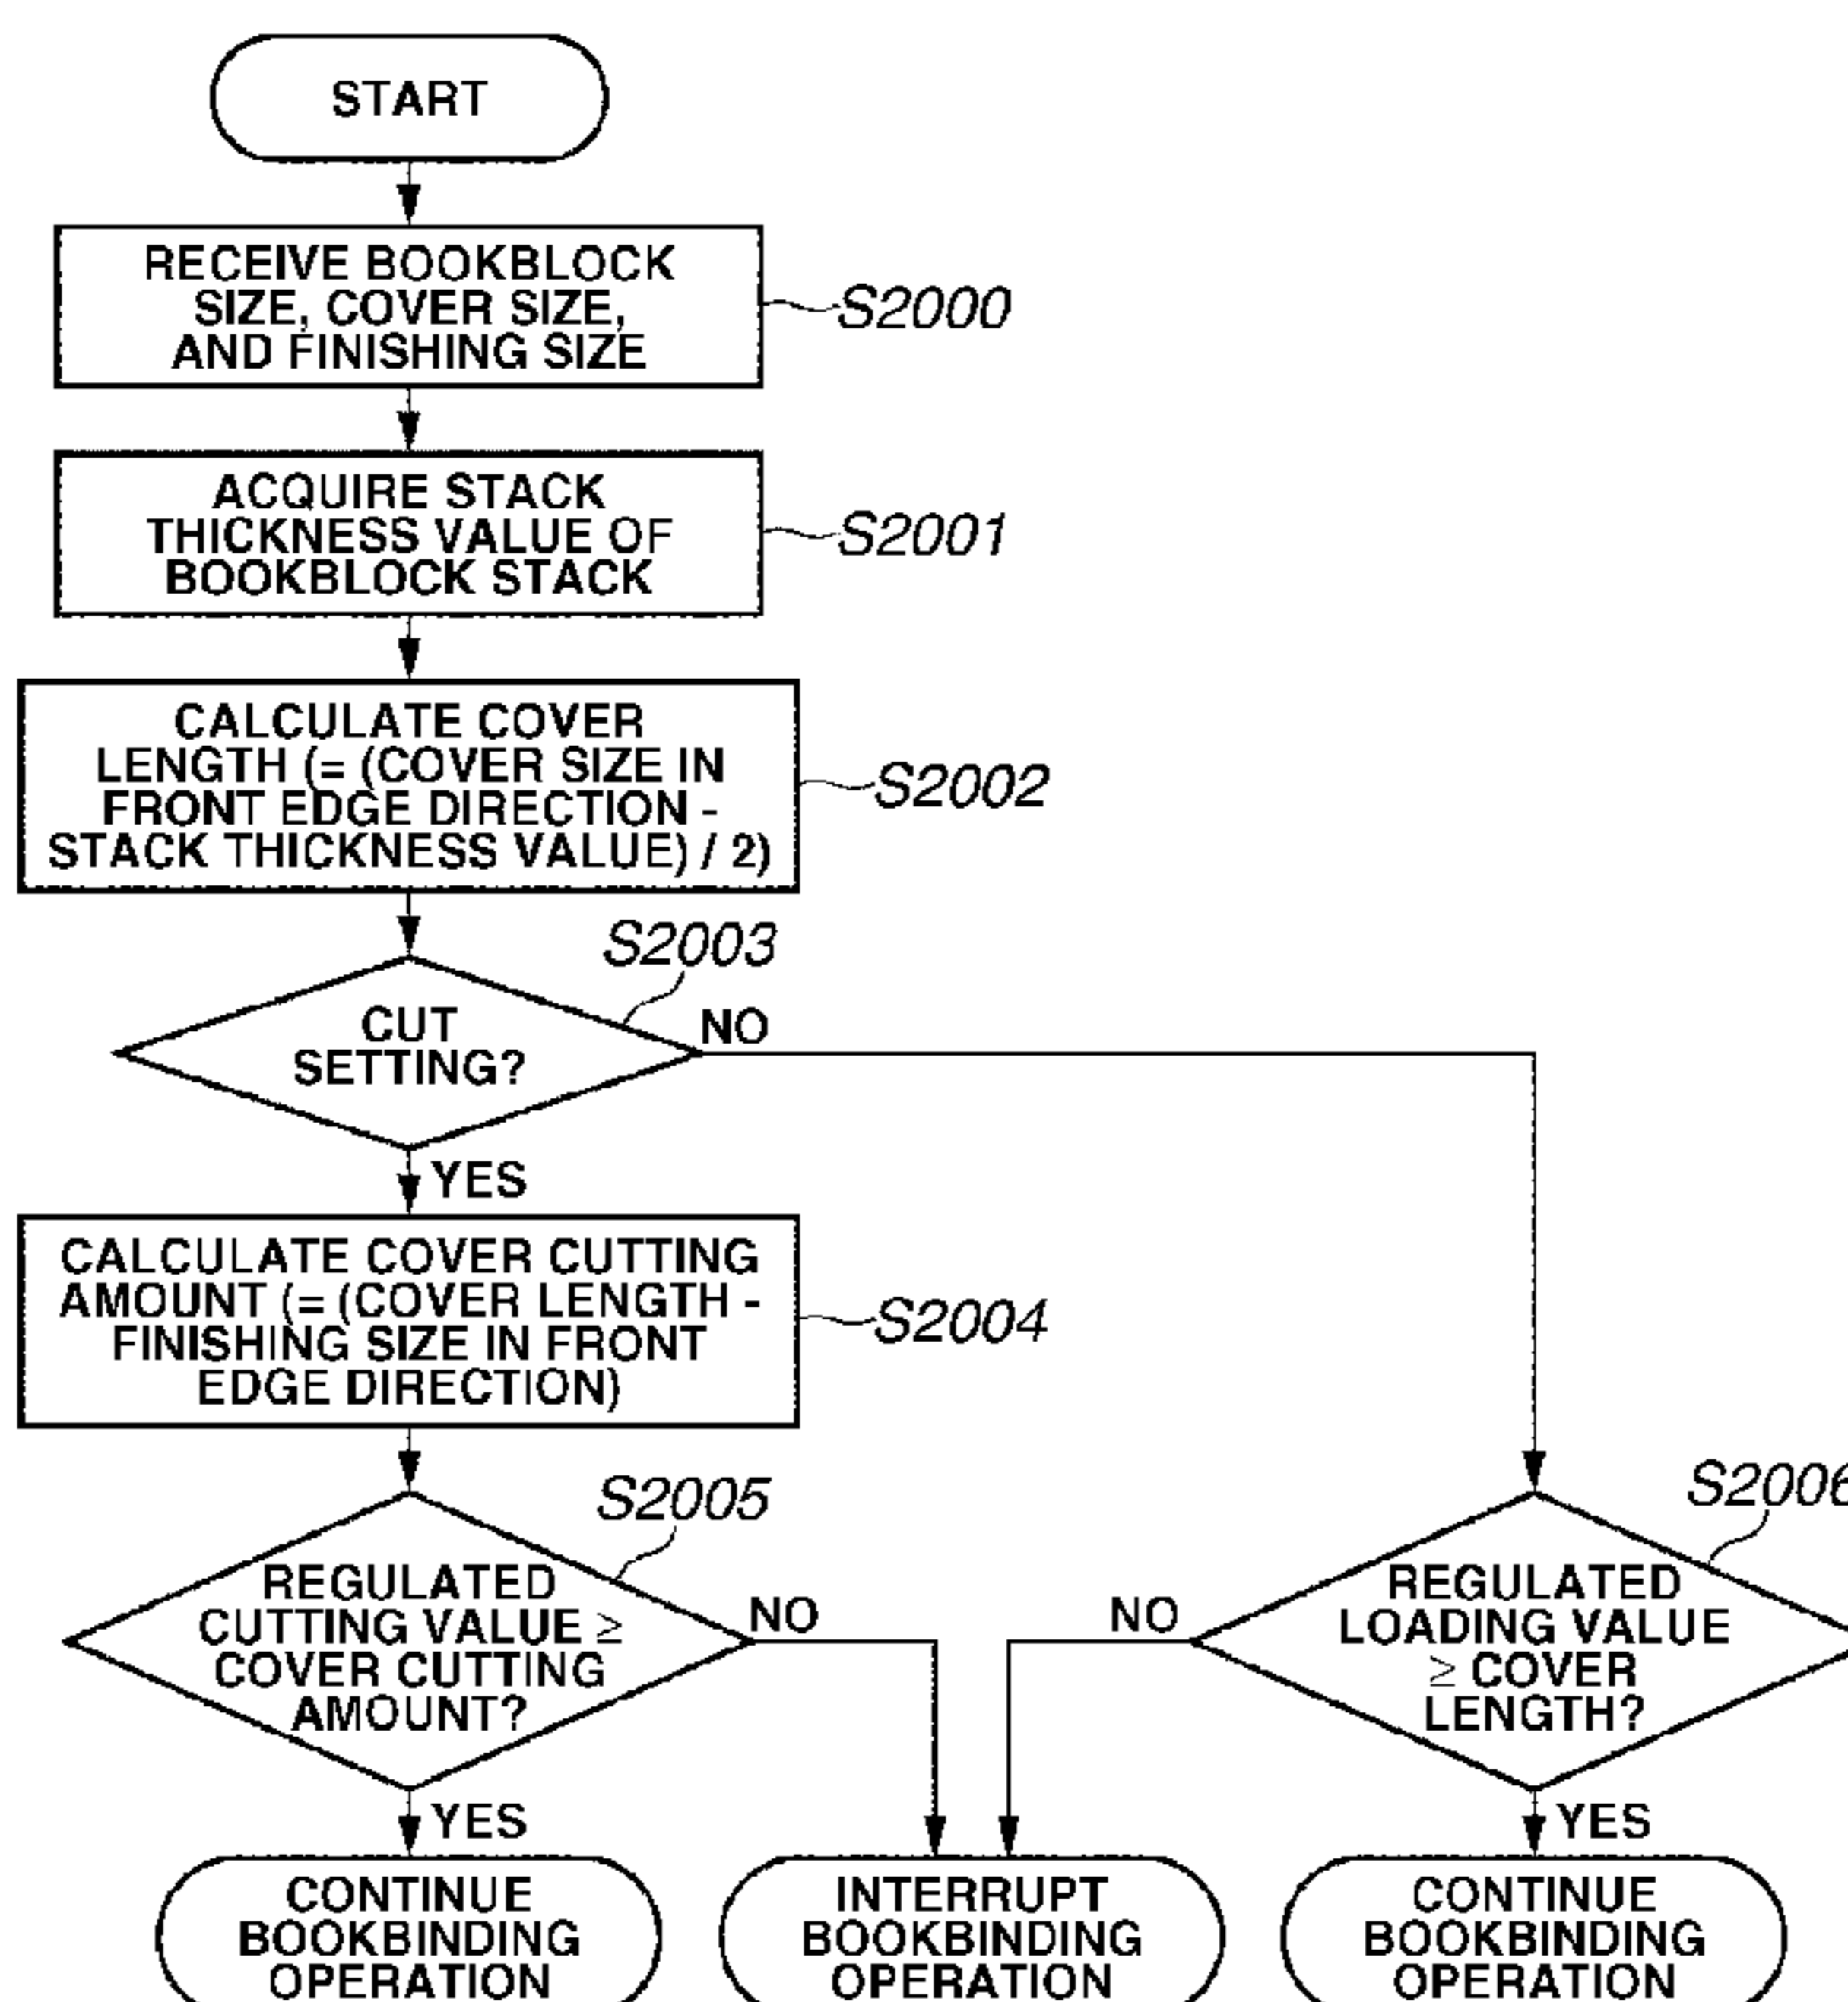 START
RECEIVE BOOKBLOCK
SIZE, COVER SIZE,
AND FINISHING SIZE
S2000
ACQUIRE STACK
THICKNESS VALUE OF
BOOKBLOCK STACK
S2001
CALCULATE COVER
LENGTH (= (COVER SIZE IN
FRONT EDGE DIRECTION -
STACK THICKNESS VALUE) / 2)
S2002
S2003
CUT
SETTING?
NO
YES
CALCULATE COVER CUTTING
AMOUNT (= (COVER LENGTH -
FINISHING SIZE IN FRONT
EDGE DIRECTION)
S2004
S2005
REGULATED
CUTTING VALUE ≥
COVER CUTTING
AMOUNT?
NO
YES
S2006
REGULATED
LOADING VALUE
≥ COVER
LENGTH?
NO
YES
CONTINUE
BOOKBINDING
OPERATION
INTERRUPT
BOOKBINDING
OPERATION
CONTINUE
BOOKBINDING
OPERATION